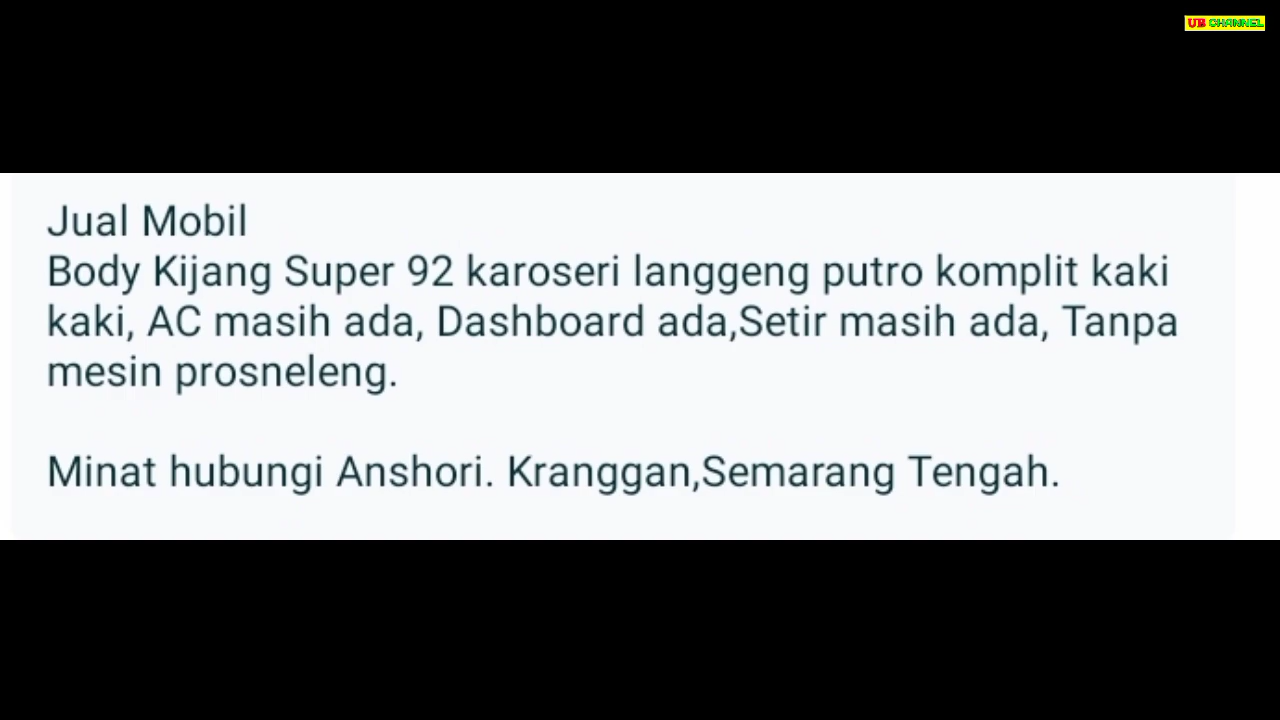 UB CHANNEL
Jual Mobil
Body Kijang Super 92 karoseri langgeng putro komplit kaki
kaki, AC masih ada, Dashboard ada,Setir masih ada, Tanpa
mesin prosneleng.
Minat hubungi Anshori. Kranggan,Semarang Tengah.